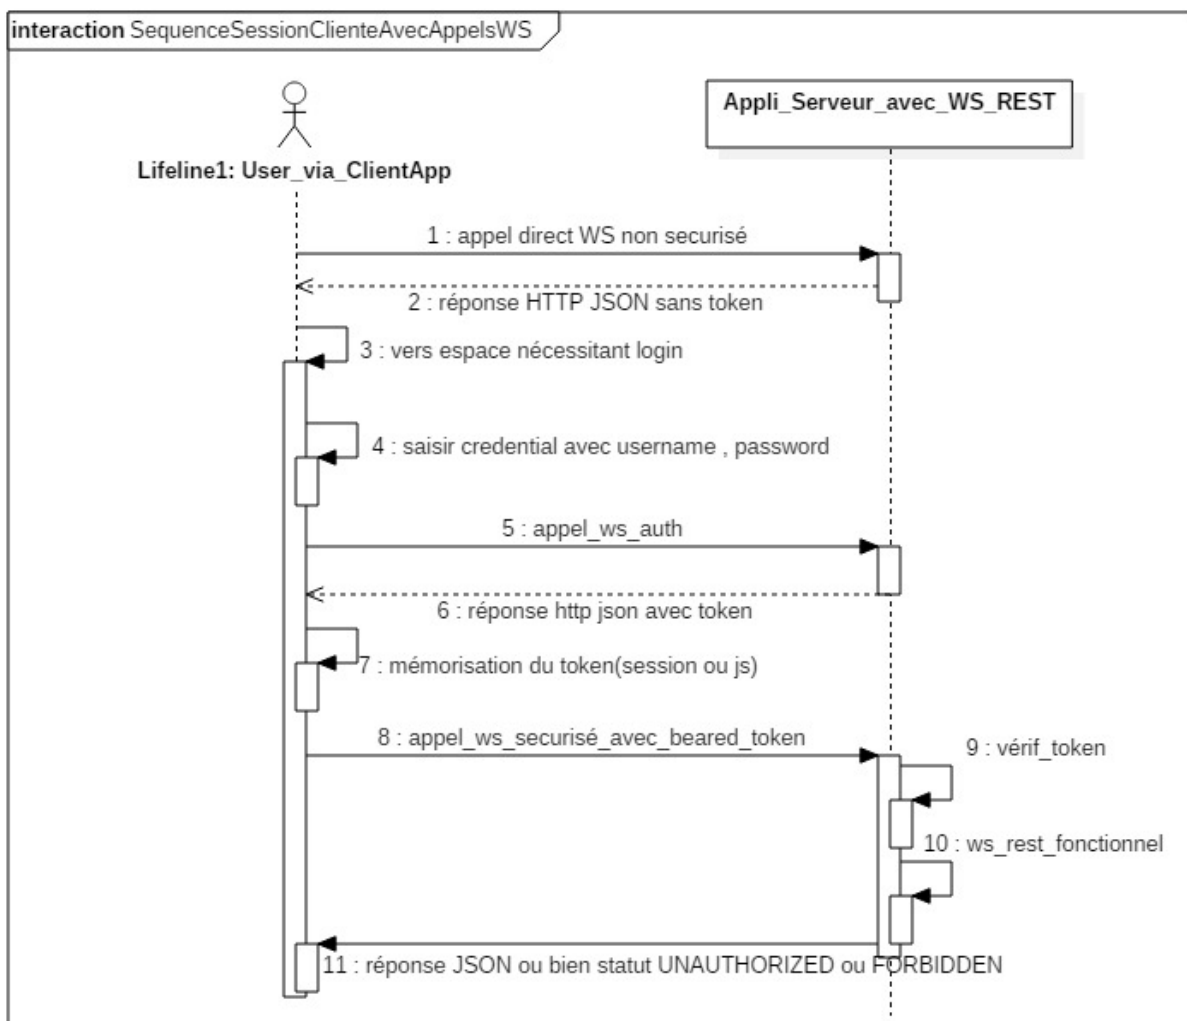 interaction SequenceSessionClienteAvecAppelsWS
Appli_Serveur_avec_WS_REST
Lifeline1: User_via_ClientApp
1 : appel direct WS non securisé
2 : réponse HTTP JSON sans token
3 : vers espace nécessitant login
4 : saisir credential avec username , password
5 : appel_ws_auth
6 : réponse http json avec token
7 : mémorisation du token(session ou js)
8 : appel_ws_securisé_avec_beared_token
9 : vérif_token
10 : ws_rest_fonctionnel
11 : réponse JSON ou bien statut UNAUTHORIZED ou FORBIDDEN